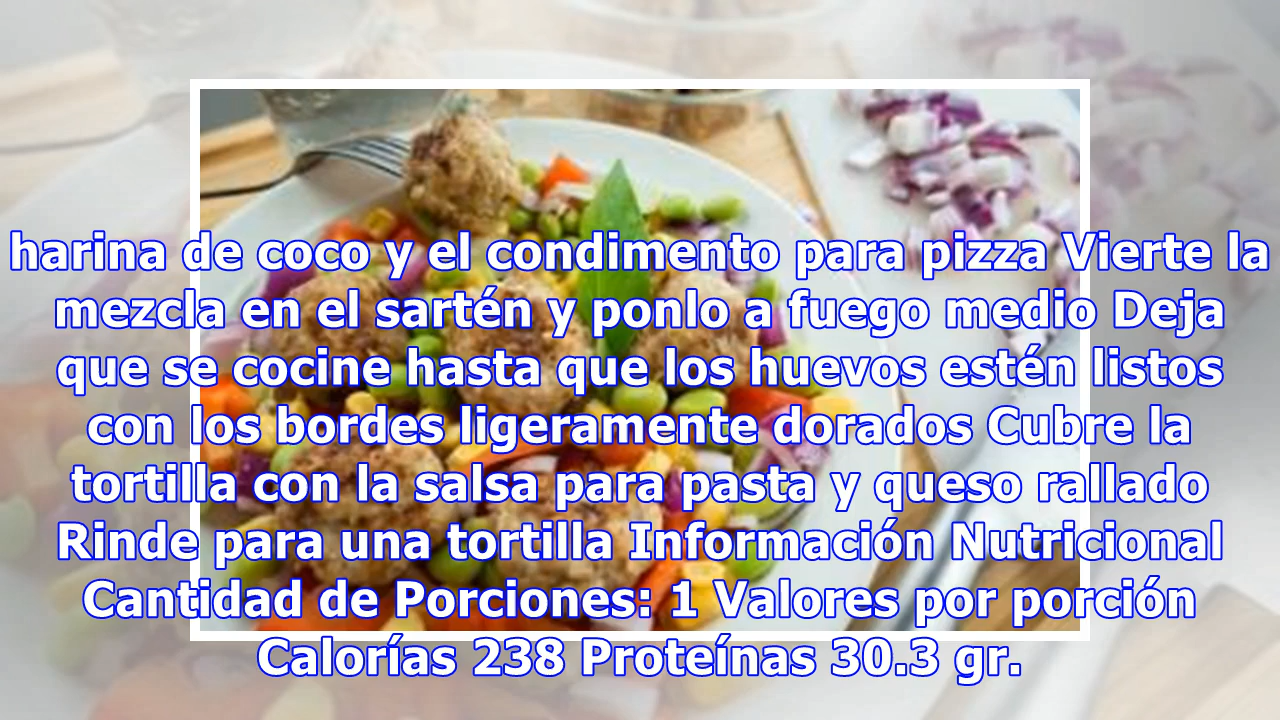 harina de coco y el condimento para pizza Vierte la
mezcla en el sartén y ponlo a fuego medio Deja
que se cocine hasta que los huevos estén listos
con los bordes ligeramente dorados Cubre la
tortilla con la salsa para pasta y queso rallado
Rinde para una tortilla Información Nutricional
Cantidad de Porciones: 1 Valores por porción
Calorías 238 Proteínas 30.3 gr.